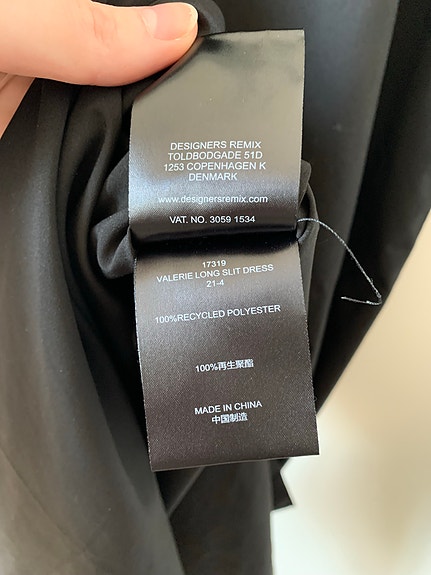 DESIGNERS REMIX
TOLDBODGADE 51D
1253 COPENHAGEN K
DENMARK
www.designersremix.com
VAT. NO. 3059 1534
17319
VALERIE LONG SLIT DRESS
21-4
100%RECYCLED POLYESTER
100%再生聚酯
MADE IN CHINA
中国制造